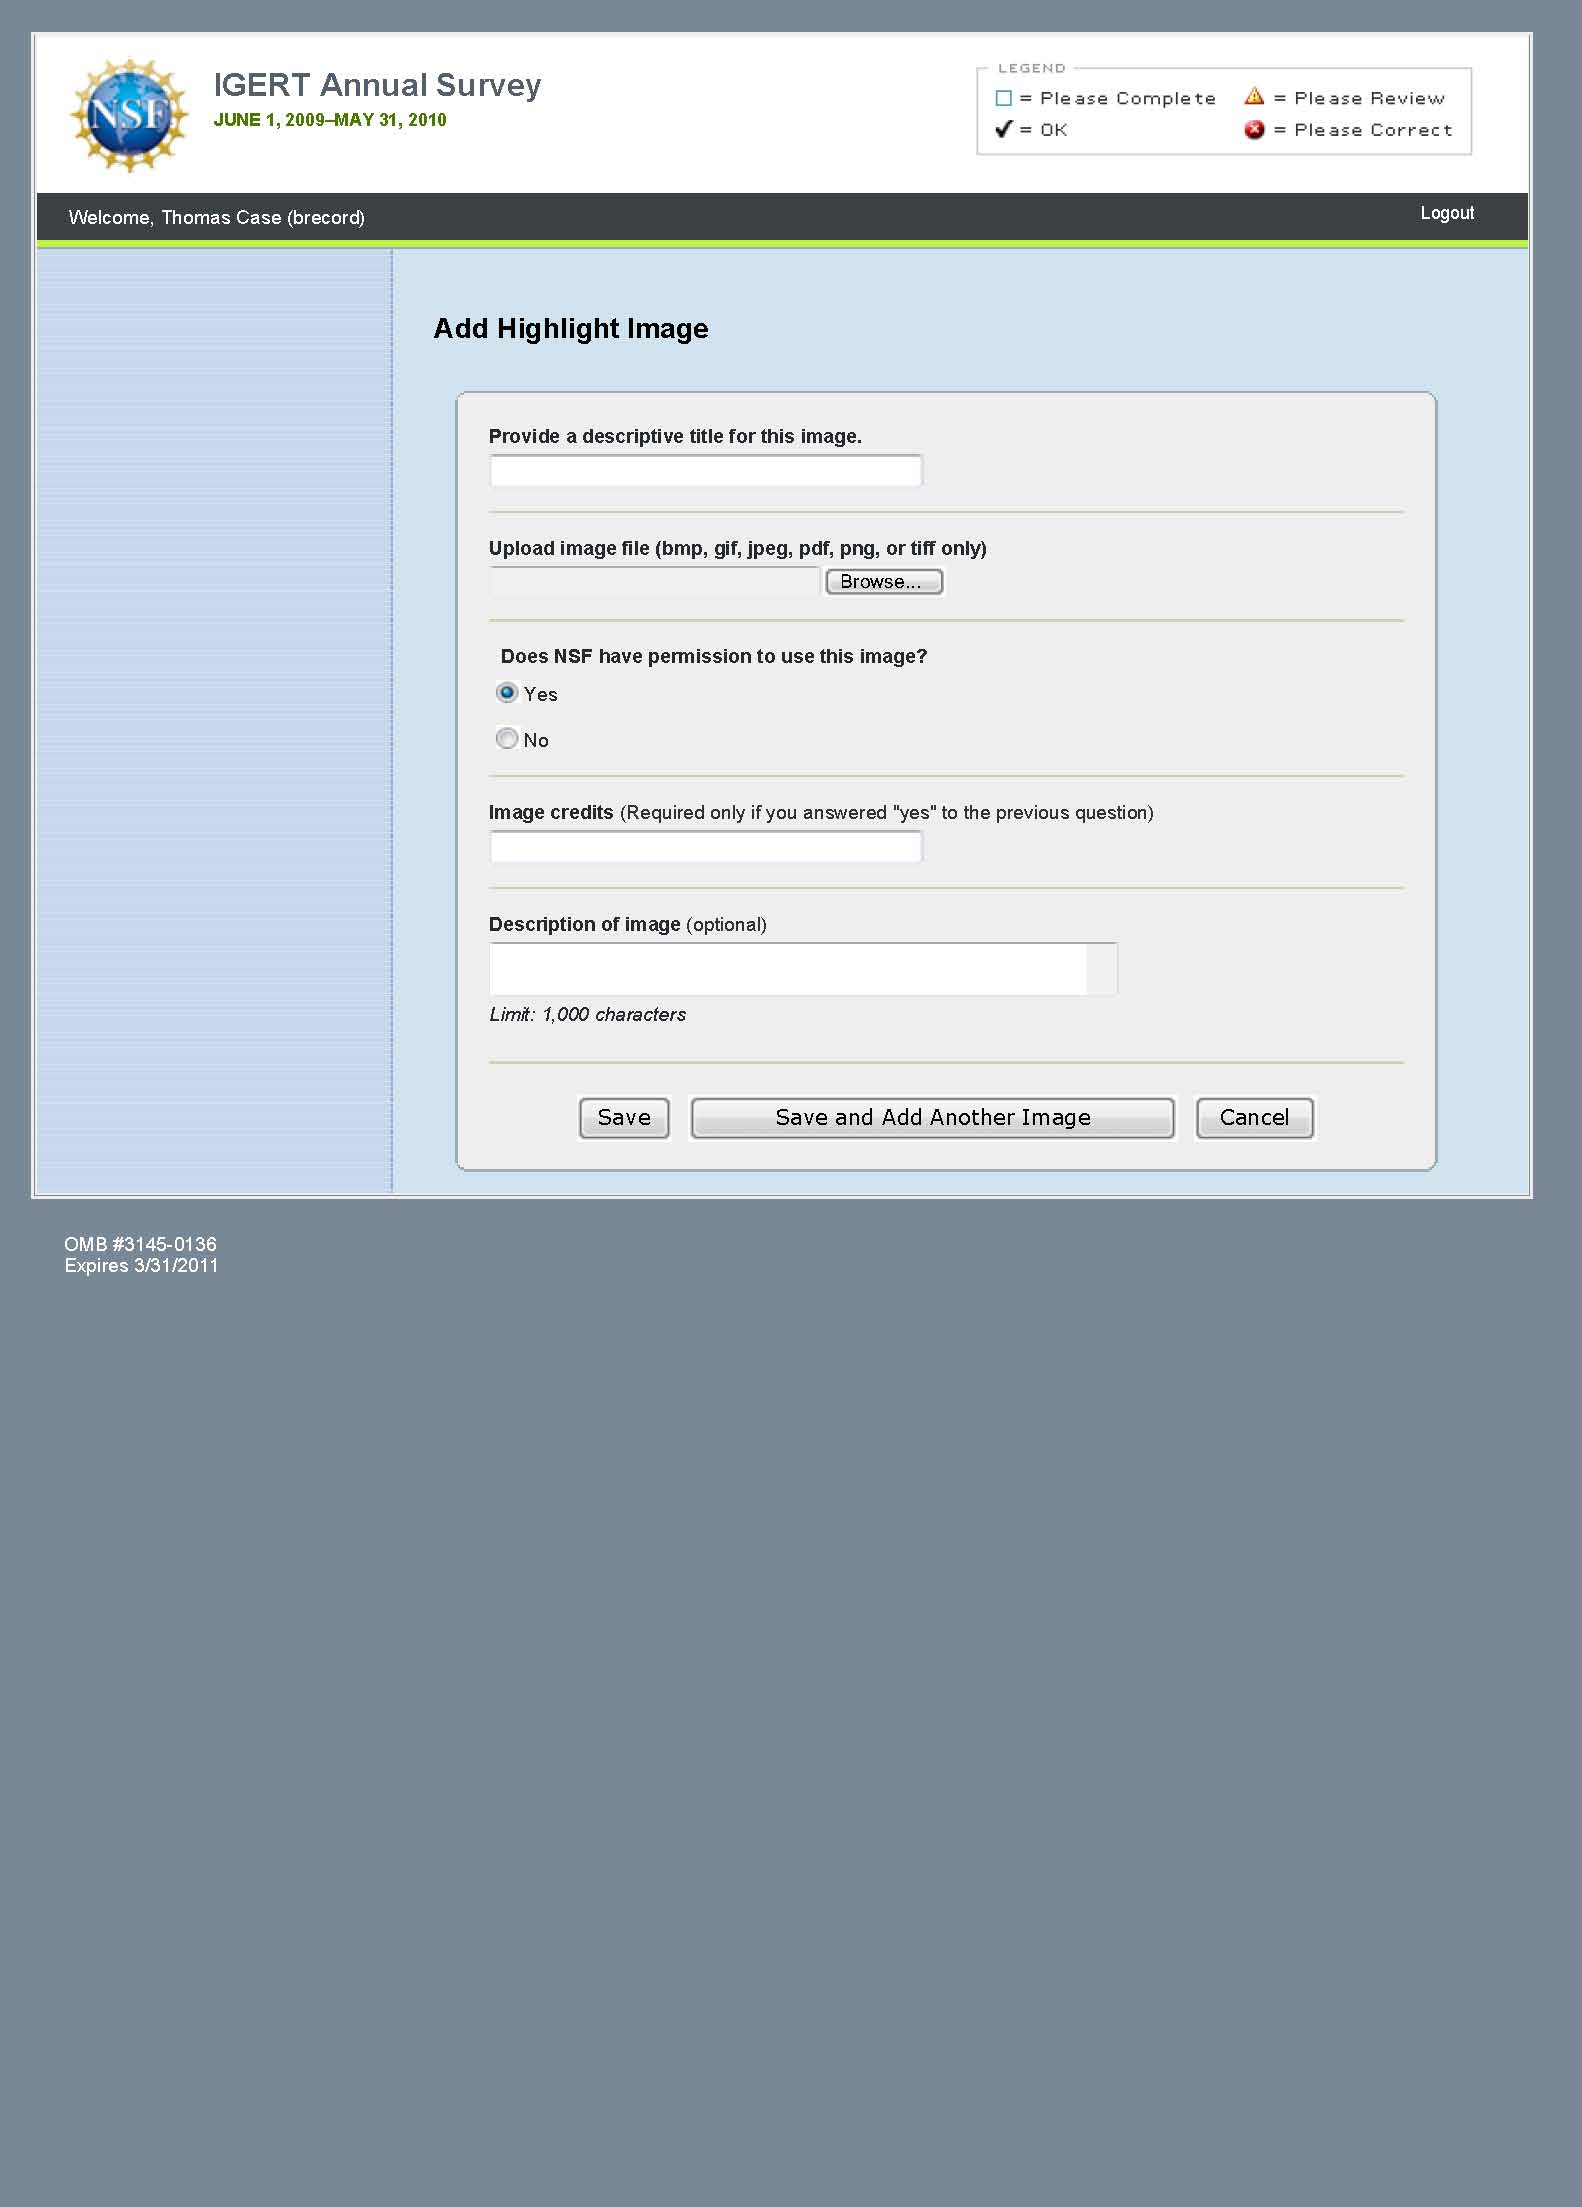 NSF
IGERT Annual Survey
JUNE 1, 2009–MAY 31, 2010
LEGEND
= Please Complete
= Please Review
= OK
= Please Correct
Welcome, Thomas Case (brecord)
Logout
Add Highlight Image
Provide a descriptive title for this image.
Upload image file (bmp, gif, jpeg, pdf, png, or tiff only)
Browse...
Does NSF have permission to use this image?
Yes
No
Image credits (Required only if you answered "yes" to the previous question)
Description of image (optional)
Limit: 1,000 characters
Save
Save and Add Another Image
Cancel
OMB #3145-0136
Expires 3/31/2011